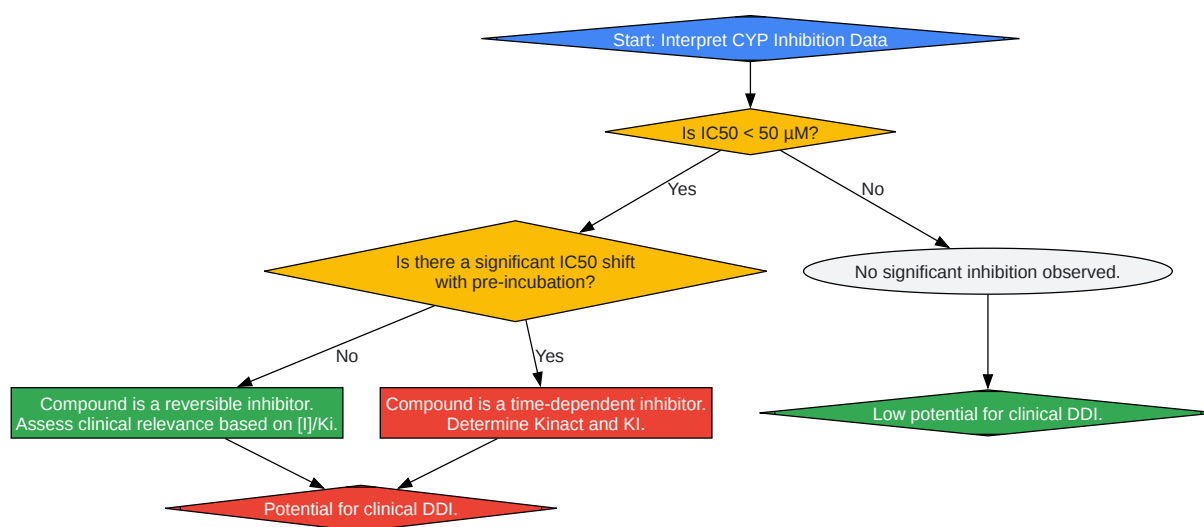 Start: Interpret CYP Inhibition Data
Is IC50 < 50 µM?
Yes
No
Is there a significant IC50 shift
with pre-incubation?
No significant inhibition observed.
No
Yes
Compound is a reversible inhibitor.
Assess clinical relevance based on [I]/Ki.
Compound is a time-dependent inhibitor.
Determine Kinact and KI.
Low potential for clinical DDI.
Potential for clinical DDI.